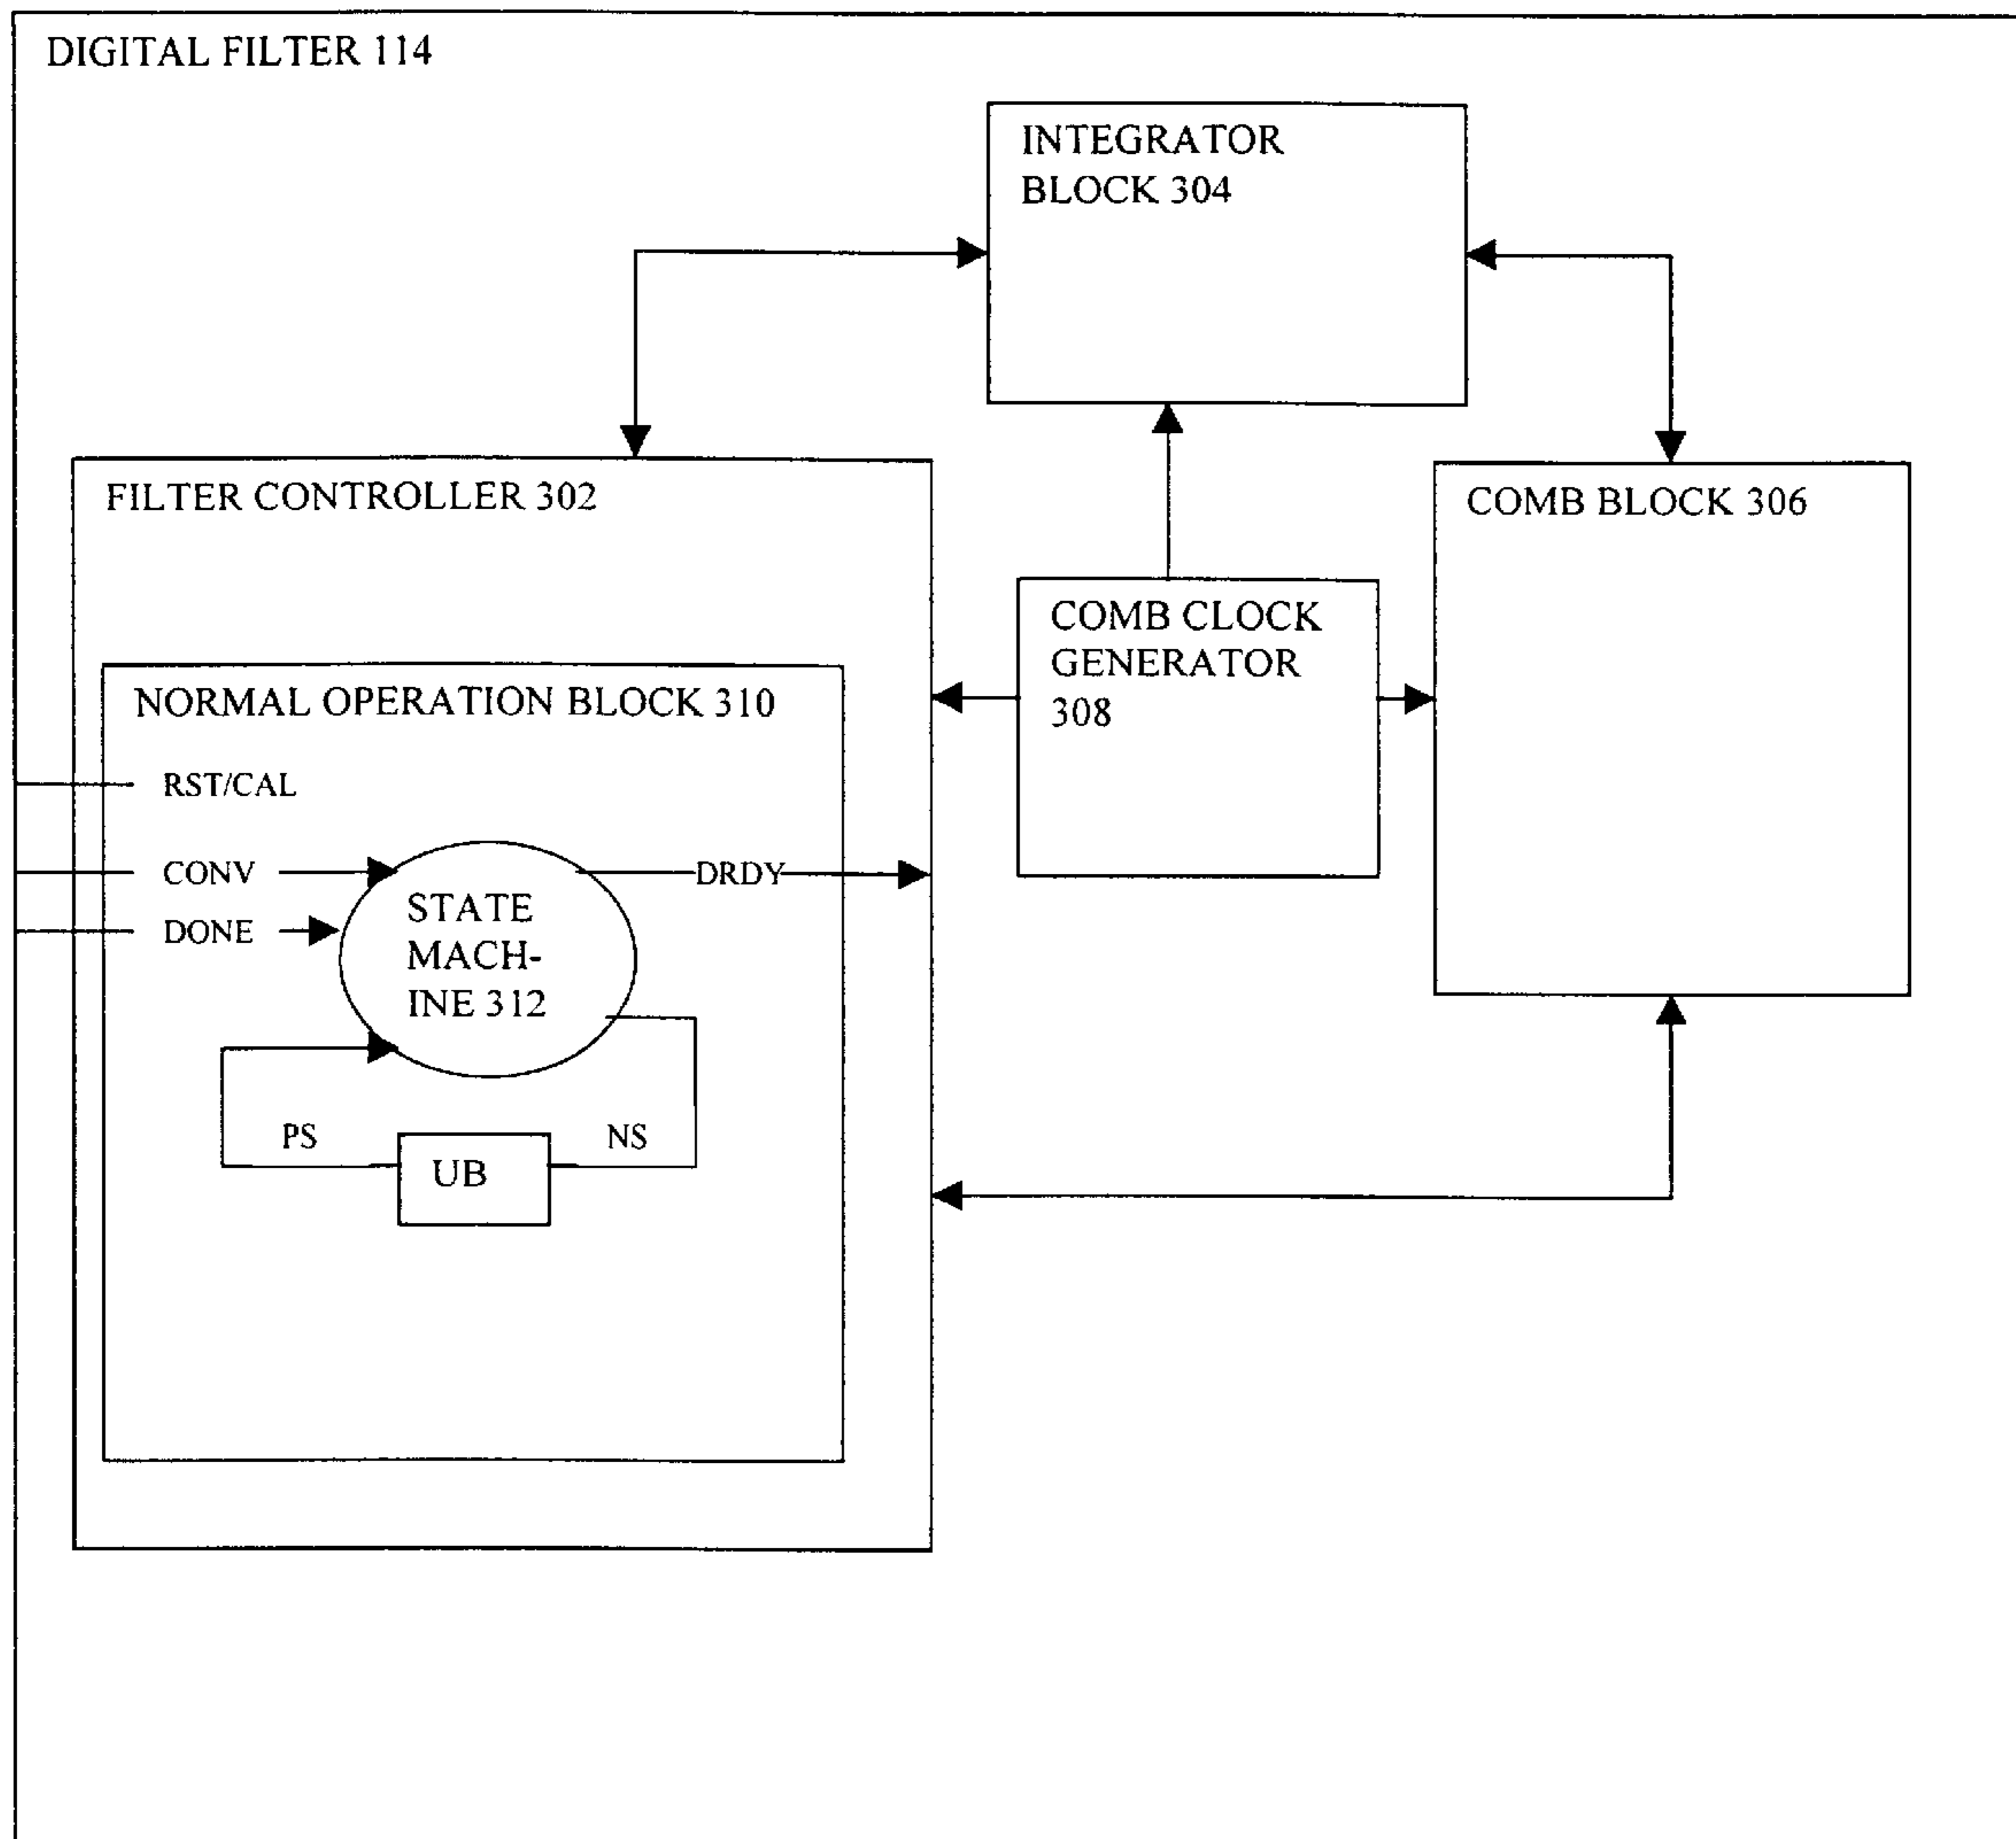 DIGITAL FILTER 114
INTEGRATOR
BLOCK 304
FILTER CONTROLLER 302
COMB BLOCK 306
COMB CLOCK
GENERATOR
308
NORMAL OPERATION BLOCK 310
RST/CAL
CONV
DRDY
DONE
STATE
MACH-
INE 312
PS
NS
UB